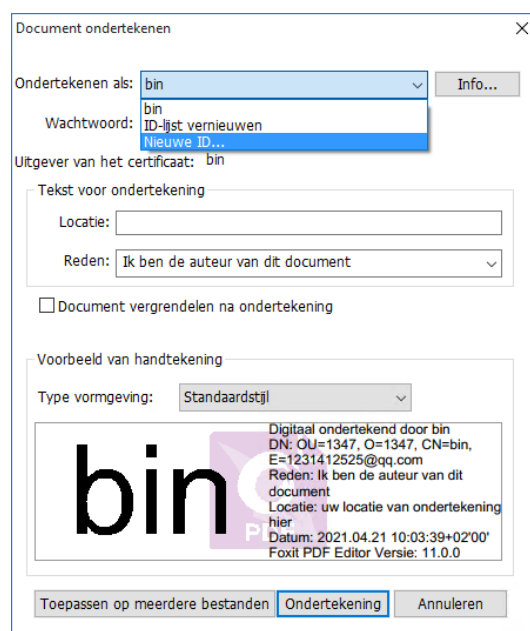 Document ondertekenen
Ondertekenen als: bin Info...
bin
Wachtwoord: ID-lijst vernieuwen
Nieuwe ID...
Uitgever van het certificaat: bin
Tekst voor ondertekening
Locatie:
Reden: Ik ben de auteur van dit document
Document vergrendelen na ondertekening
Voorbeeld van handtekening
Type vormgeving: Standaardstijl
bin
PDF
Digitaal ondertekend door bin
DN: OU=1347, O=1347, CN=bin,
E=1231412525@qq.com
Reden: Ik ben de auteur van dit
document
Locatie: uw locatie van ondertekening
hier
Datum: 2021.04.21 10:03:39+02'00'
Foxit PDF Editor Versie: 11.0.0
Toepassen op meerdere bestanden Ondertekening Annuleren